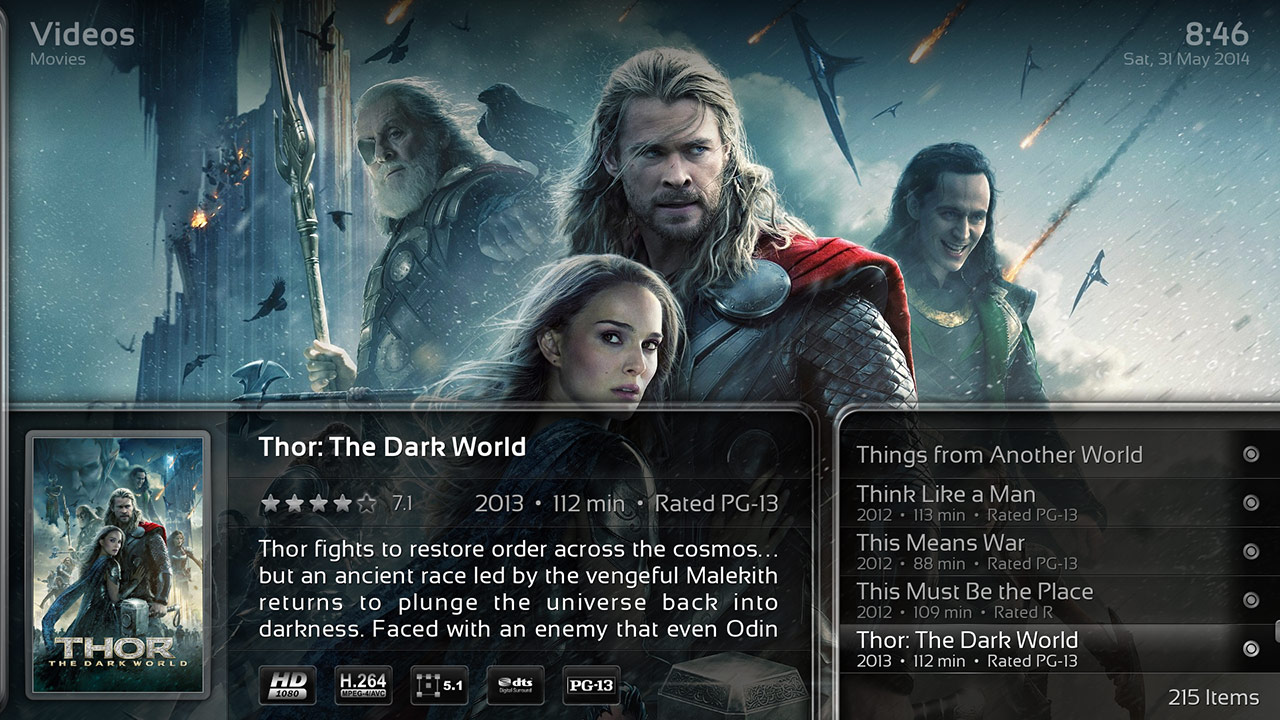 Videos
Movies
8:46
Sat, 31 May 2014
Thor: The Dark World
7.1
2013 • 112 min • Rated PG-13
Thor fights to restore order across the cosmos...
but an ancient race led by the vengeful Malekith
returns to plunge the universe back into
darkness. Faced with an enemy that even Odin
THOR
THE DARK WORLD
HD
1080
H.264
MPEG-4/AVC
5.1
dts
Digital Surround
PG-13
Things from Another World
Think Like a Man
2012 • 113 min • Rated PG-13
This Means War
2012 • 88 min • Rated PG-13
This Must Be the Place
2012 • 109 min • Rated R
Thor: The Dark World
2013 • 112 min • Rated PG-13
215 Items